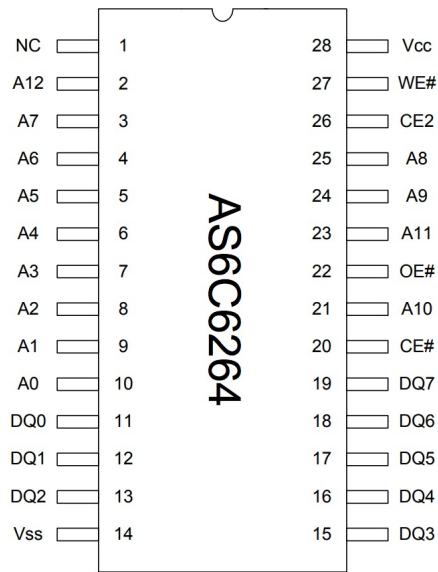 NC 1 28 Vcc
A12 2 27 WE#
A7 3 26 CE2
A6 4 25 A8
A5 5 24 A9
A4 6 23 A11
A3 7 22 OE#
A2 8 21 A10
A1 9 20 CE#
A0 10 19 DQ7
DQ0 11 18 DQ6
DQ1 12 17 DQ5
DQ2 13 16 DQ4
Vss 14 15 DQ3
AS6C6264